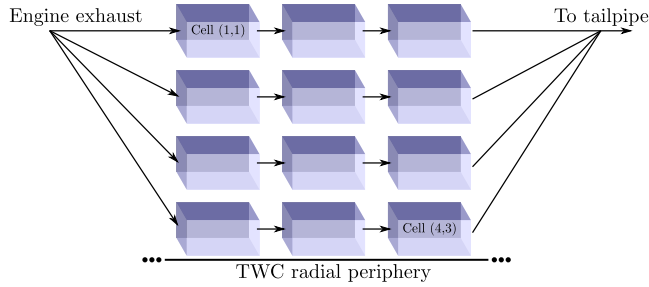 Engine exhaust
To tailpipe
Cell (1,1)
Cell (4,3)
TWC radial periphery